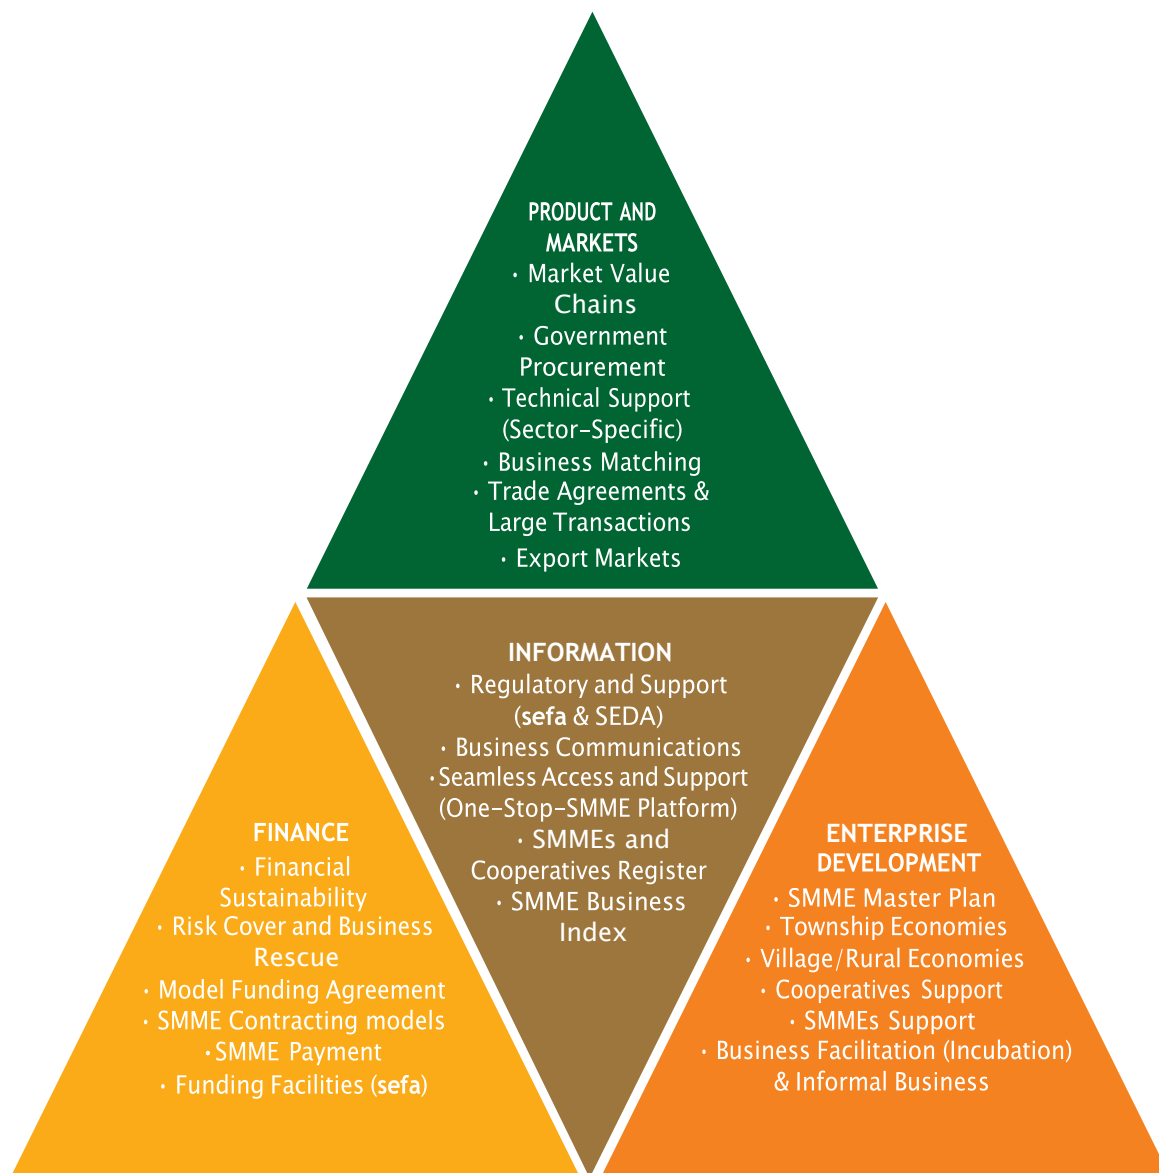 PRODUCT AND
MARKETS
• Market Value
Chains
• Government
Procurement
• Technical Support
(Sector-Specific)
• Business Matching
• Trade Agreements &
Large Transactions
• Export Markets
INFORMATION
• Regulatory and Support
(sefa & SEDA)
• Business Communications
• Seamless Access and Support
(One-Stop-SMME Platform)
• SMMEs and
Cooperatives Register
• SMME Business
Index
FINANCE
• Financial
Sustainability
• Risk Cover and Business
Rescue
• Model Funding Agreement
• SMME Contracting models
• SMME Payment
• Funding Facilities (sefa)
ENTERPRISE
DEVELOPMENT
• SMME Master Plan
• Township Economies
• Village/Rural Economies
• Cooperatives Support
• SMMEs Support
• Business Facilitation (Incubation)
& Informal Business